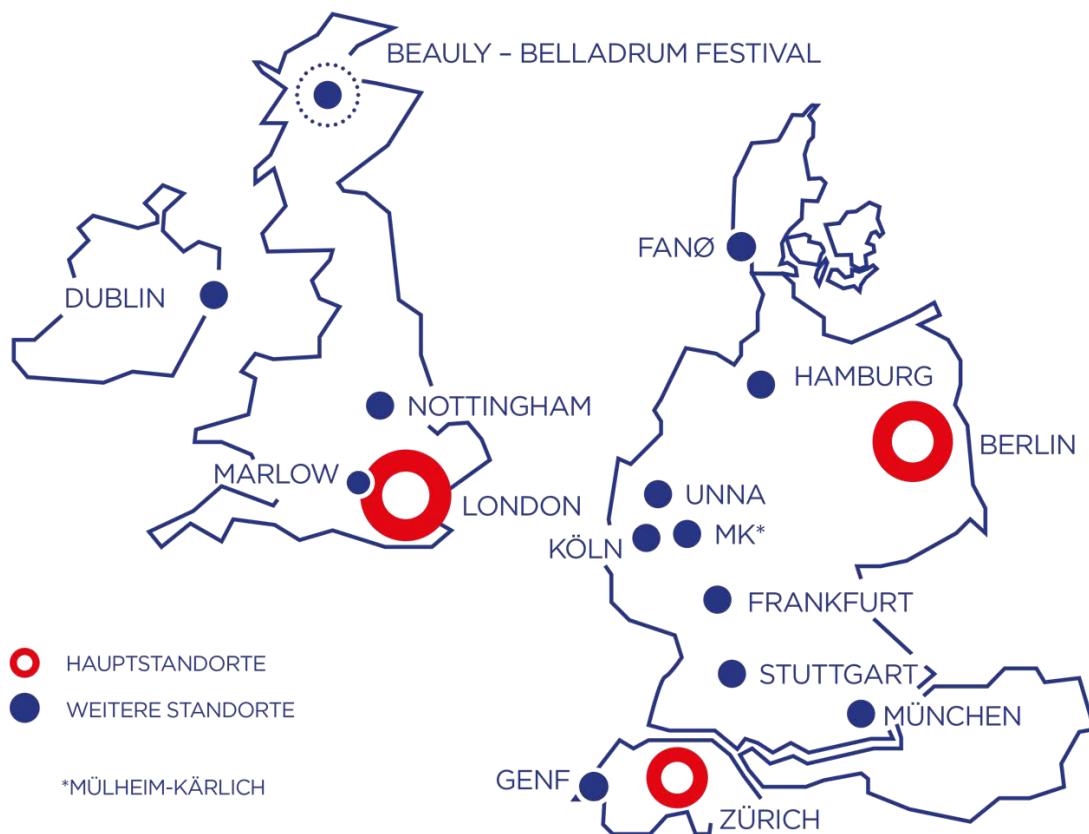 BEAULY – BELLADRUM FESTIVAL
FANØ
DUBLIN
HAMBURG
NOTTINGHAM
BERLIN
MARLOW
LONDON
UNNA
KÖLN
MK*
FRANKFURT
HAUPTSTANDORTE
STUTTGART
WEITERE STANDORTE
MÜNCHEN
*MÜLHEIM-KÄRLICH
GENF
ZÜRICH